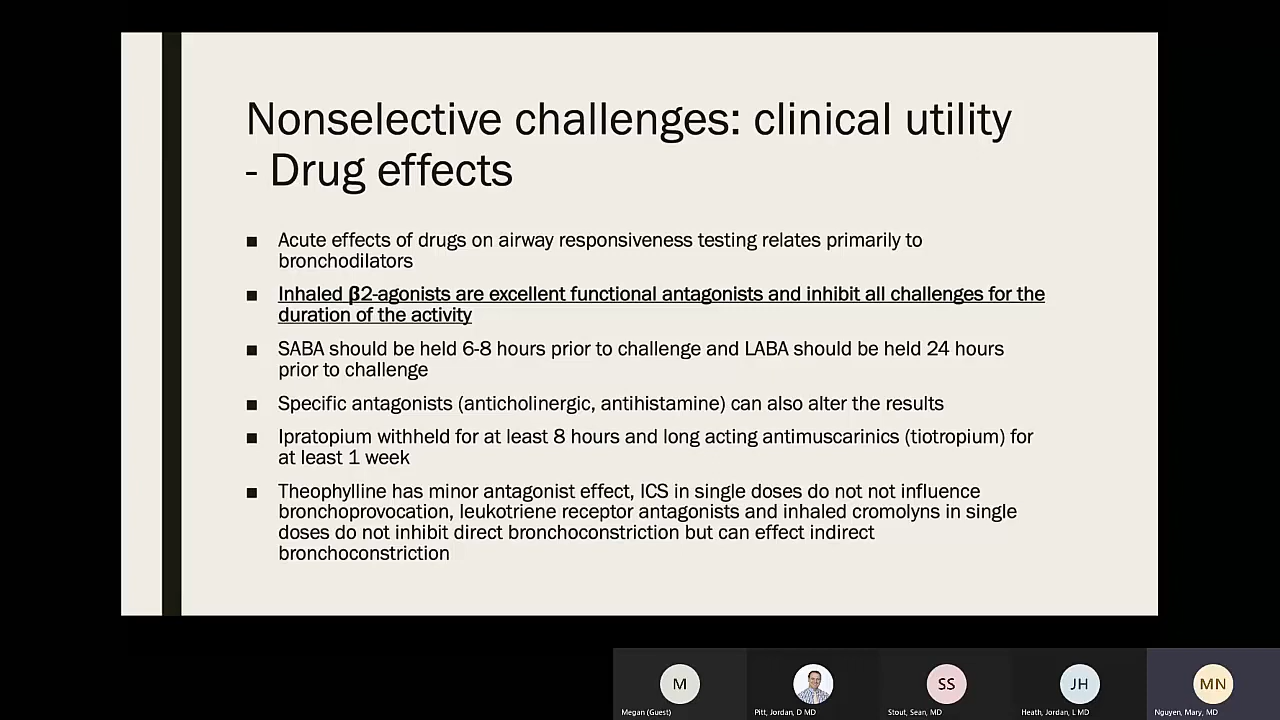 Nonselective challenges: clinical utility
- Drug effects
■ Acute effects of drugs on airway responsiveness testing relates primarily to
bronchodilators
■ Inhaled β2-agonists are excellent functional antagonists and inhibit all challenges for the
duration of the activity
■ SABA should be held 6-8 hours prior to challenge and LABA should be held 24 hours
prior to challenge
■ Specific antagonists (anticholinergic, antihistamine) can also alter the results
■ Ipratopium withheld for at least 8 hours and long acting antimuscarinics (tiotropium) for
at least 1 week
■ Theophylline has minor antagonist effect, ICS in single doses do not not influence
bronchoprovocation, leukotriene receptor antagonists and inhaled cromolyns in single
doses do not inhibit direct bronchoconstriction but can effect indirect
bronchoconstriction
M
SS
JH
MN
Megan (Guest)
Pitt, Jordan, D MD
Stout, Sean, MD
Heath, Jordan, L MD
Nguyen, Mary, MD